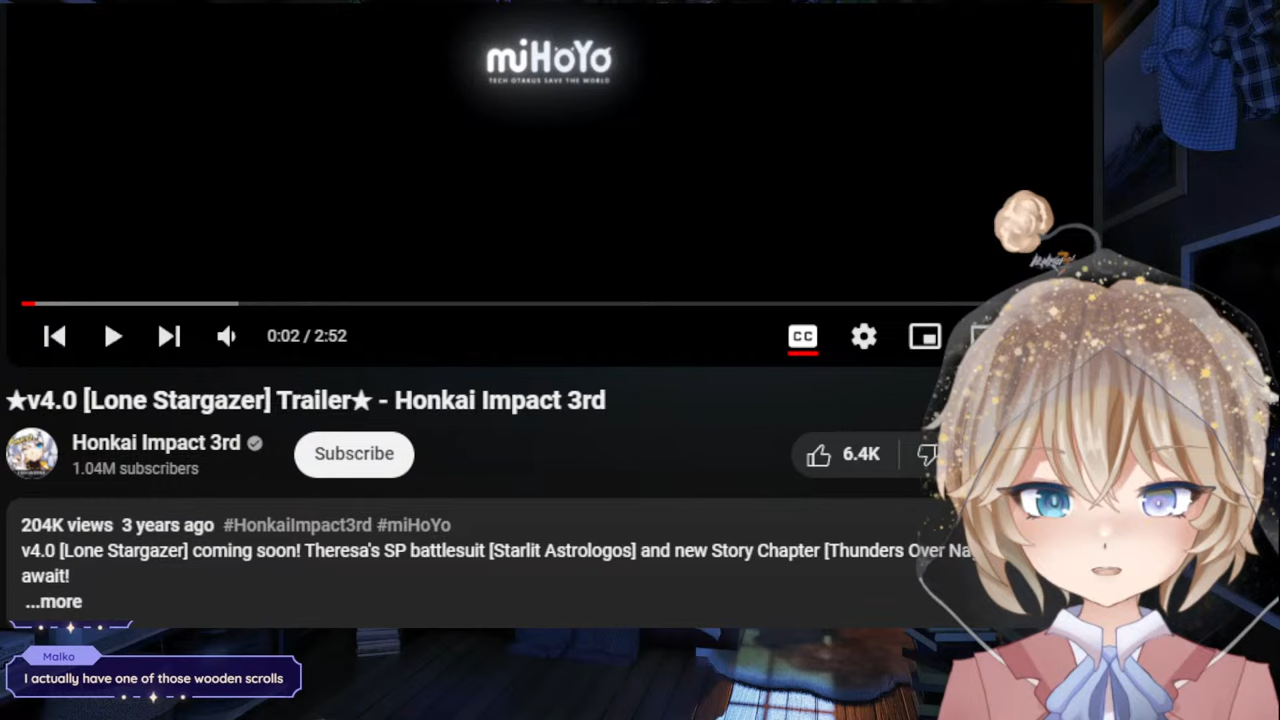 miHoYo
TECH OTAKUS SAVE THE WORLD
0:02 / 2:52
CC
★v4.0 [Lone Stargazer] Trailer★ - Honkai Impact 3rd
Honkai Impact 3rd
1.04M subscribers
Subscribe
6.4K
204K views 3 years ago #HonkaiImpact3rd #miHoYo
v4.0 [Lone Stargazer] coming soon! Theresa's SP battlesuit [Starlit Astrologos] and new Story Chapter [Thunders Over
await!
...more
Malko
I actually have one of those wooden scrolls